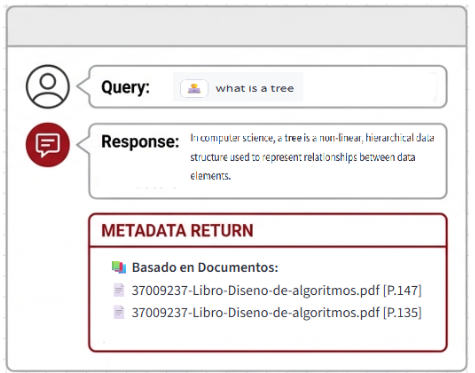 Query: what is a tree
Response: In computer science, a tree is a non-linear, hierarchical data
structure used to represent relationships between data
elements.
METADATA RETURN
Basado en Documentos:
37009237-Libro-Diseno-de-algoritmos.pdf [P.147]
37009237-Libro-Diseno-de-algoritmos.pdf [P.135]